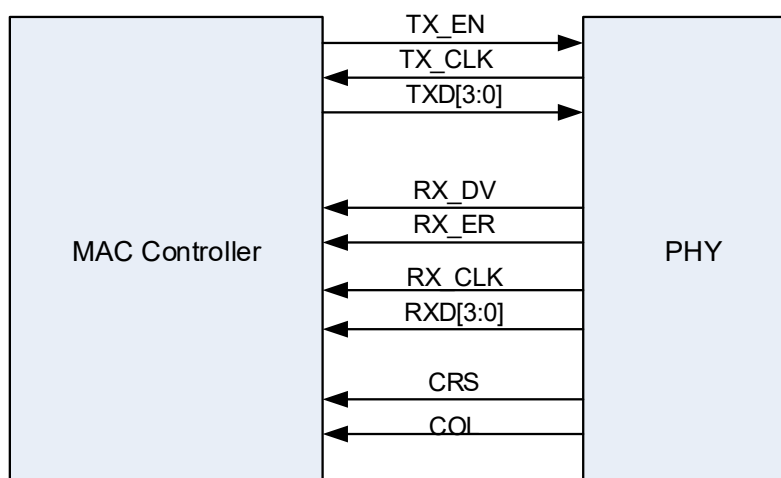 TX_EN
TX_CLK
TXD[3:0]
RX_DV
RX_ER
MAC Controller
PHY
RX_CLK
RXD[3:0]
CRS
COL